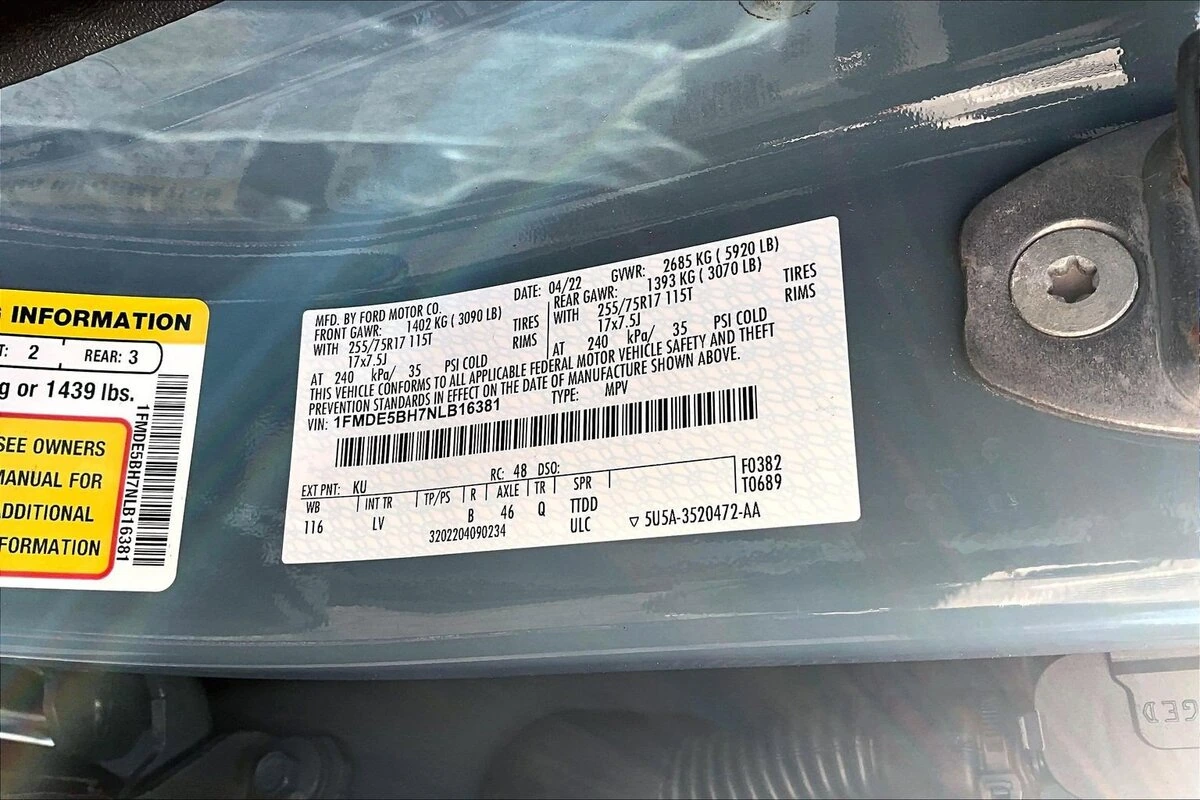 INFORMATION
T: 2 REAR: 3
g or 1439 lbs.
SEE OWNERS
MANUAL FOR
ADDITIONAL
INFORMATION
1FMDE5BH7NLB16381
MFD. BY FORD MOTOR CO.
DATE: 04/22 GVWR: 2685 KG ( 5920 LB)
FRONT GAWR: 1402 KG ( 3090 LB) REAR GAWR: 1393 KG ( 3070 LB)
WITH 255/75R17 115T TIRES WITH 255/75R17 115T TIRES
17x7.5J RIMS 17x7.5J RIMS
AT 240 kPa/ 35 PSI COLD AT 240 kPa/ 35 PSI COLD
THIS VEHICLE CONFORMS TO ALL APPLICABLE FEDERAL MOTOR VEHICLE SAFETY AND THEFT
PREVENTION STANDARDS IN EFFECT ON THE DATE OF MANUFACTURE SHOWN ABOVE.
VIN: 1FMDE5BH7NLB16381 TYPE: MPV
EXT PNT: KU RC: 48 DSO: F0382
WB INT TR TP/PS R AXLE TR SPR T0689
116 LV B 46 Q TTDD
3202204090234 ULC ▽ 5U5A-3520472-AA
GED